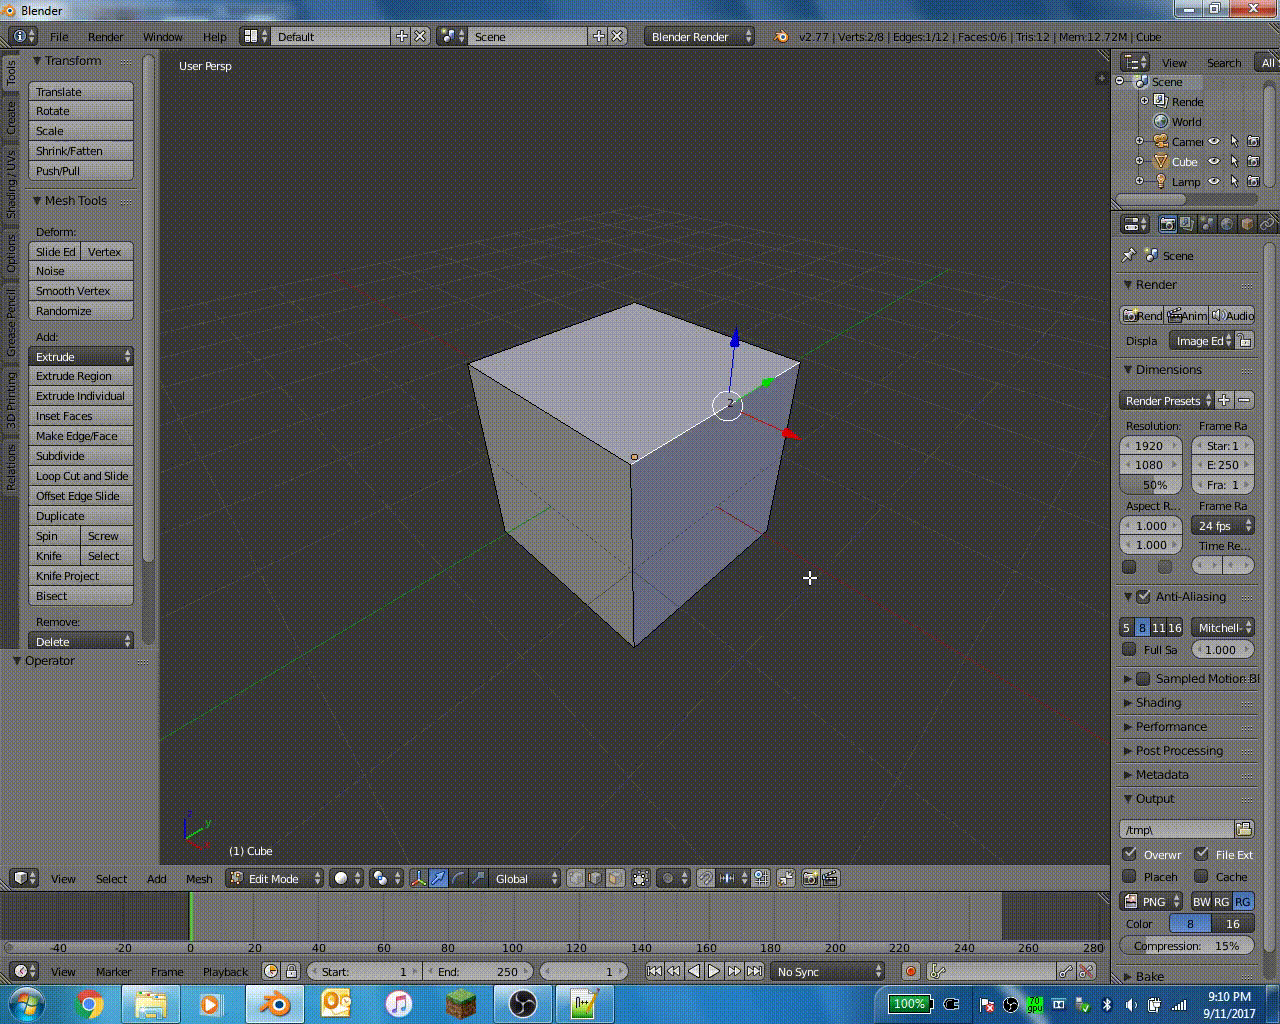 Blender
File Render Window Help Default Scene Blender Render v2.77 | Verts:2/8 | Edges:1/12 | Faces:0/6 | Tris:12 | Mem:12.72M | Cube
Tools
Create
Shading / UVs
Options
Grease Pencil
3D Printing
Relations
Transform
Translate
Rotate
Scale
Shrink/Fatten
Push/Pull
Mesh Tools
Deform:
Slide Ed Vertex
Noise
Smooth Vertex
Randomize
Add:
Extrude
Extrude Region
Extrude Individual
Inset Faces
Make Edge/Face
Subdivide
Loop Cut and Slide
Offset Edge Slide
Duplicate
Spin Screw
Knife Select
Knife Project
Bisect
Remove:
Delete
Operator
User Persp
2
z
y
x
(1) Cube
View Search All
Scene
Rende
World
Camer
Cube
Lamp
Scene
Render
Rend Anim Audio
Displa Image Ed
Dimensions
Render Presets
Resolution: Frame Ra
1920 Star: 1
1080 E: 250
50% Fra: 1
Aspect R... Frame Ra
1.000 24 fps
1.000 Time Re...
Anti-Aliasing
5 8 11 16 Mitchell-
Full Sa 1.000
Sampled Motion Bl
Shading
Performance
Post Processing
Metadata
Output
/tmp\
Overwr File Ext
Placeh Cache
PNG BW RG RG
Color 8 16
Compression: 15%
Bake
View Select Add Mesh Edit Mode Global
-40 -20 0 20 40 60 80 100 120 140 160 180 200 220 240 260 280
View Marker Frame Playback Start: 1 End: 250 1 No Sync
100%
70
gpu
9:10 PM
9/11/2017